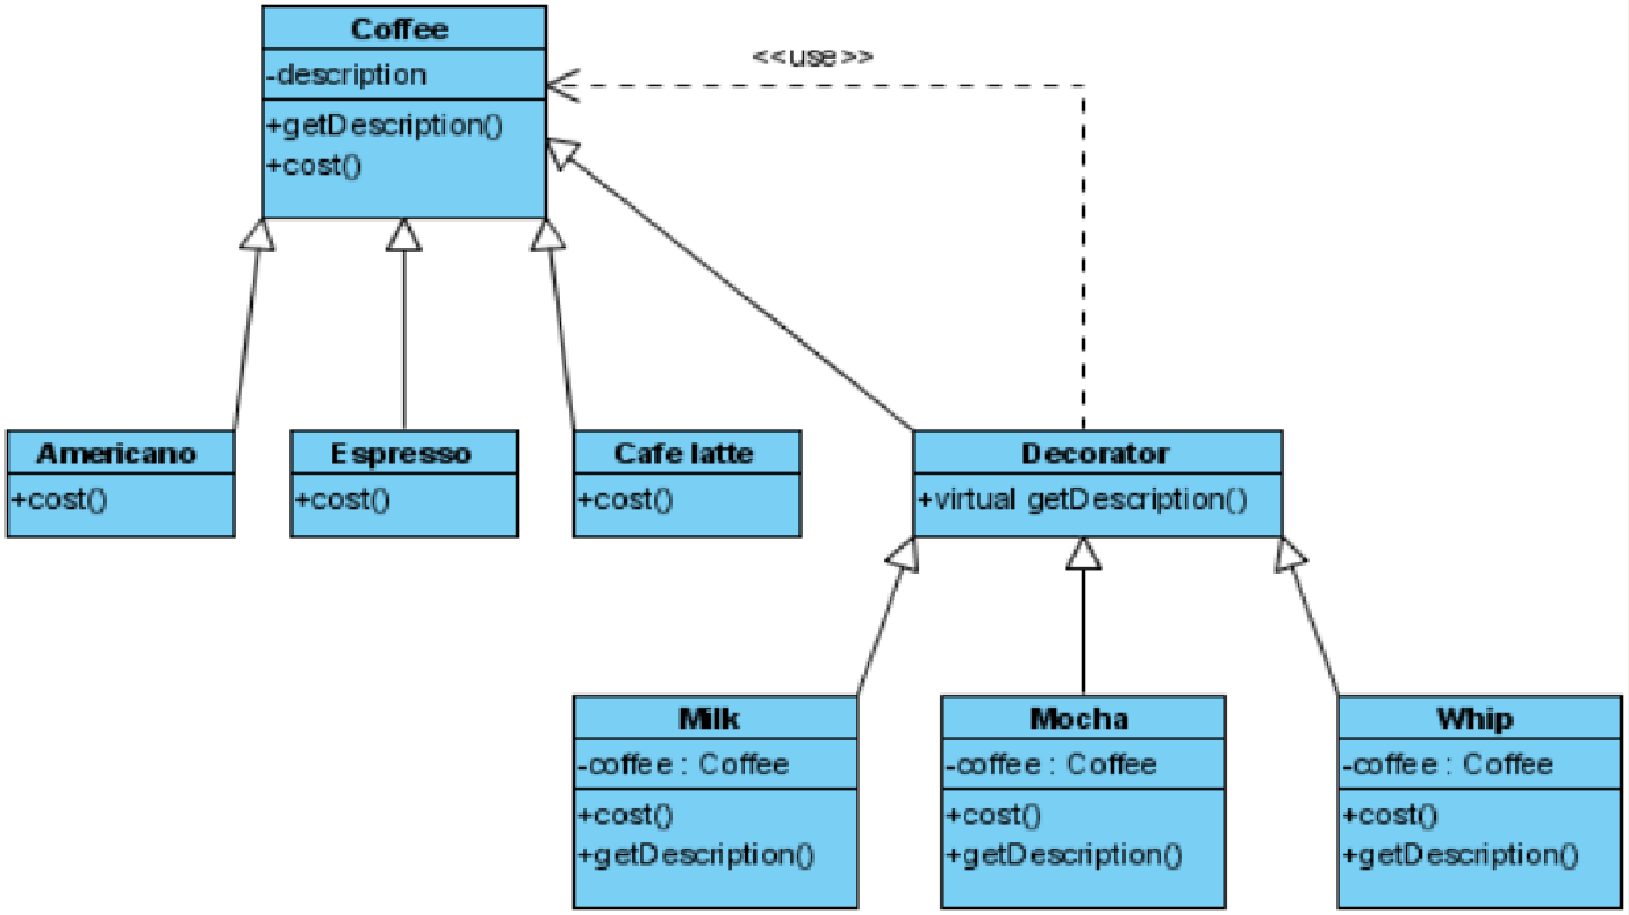 Coffee
-description
+getDescription()
+cost()
<<use>>
Americano
+cost()
Espresso
+cost()
Cafe latte
+cost()
Decorator
+virtual getDescription()
Milk
-coffee : Coffee
+cost()
+getDescription()
Mocha
-coffee : Coffee
+cost()
+getDescription()
Whip
-coffee : Coffee
+cost()
+getDescription()